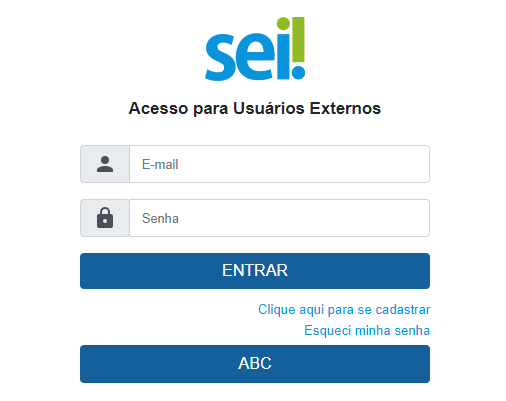 sei!
Acesso para Usuários Externos
E-mail
Senha
ENTRAR
Clique aqui para se cadastrar
Esqueci minha senha
ABC